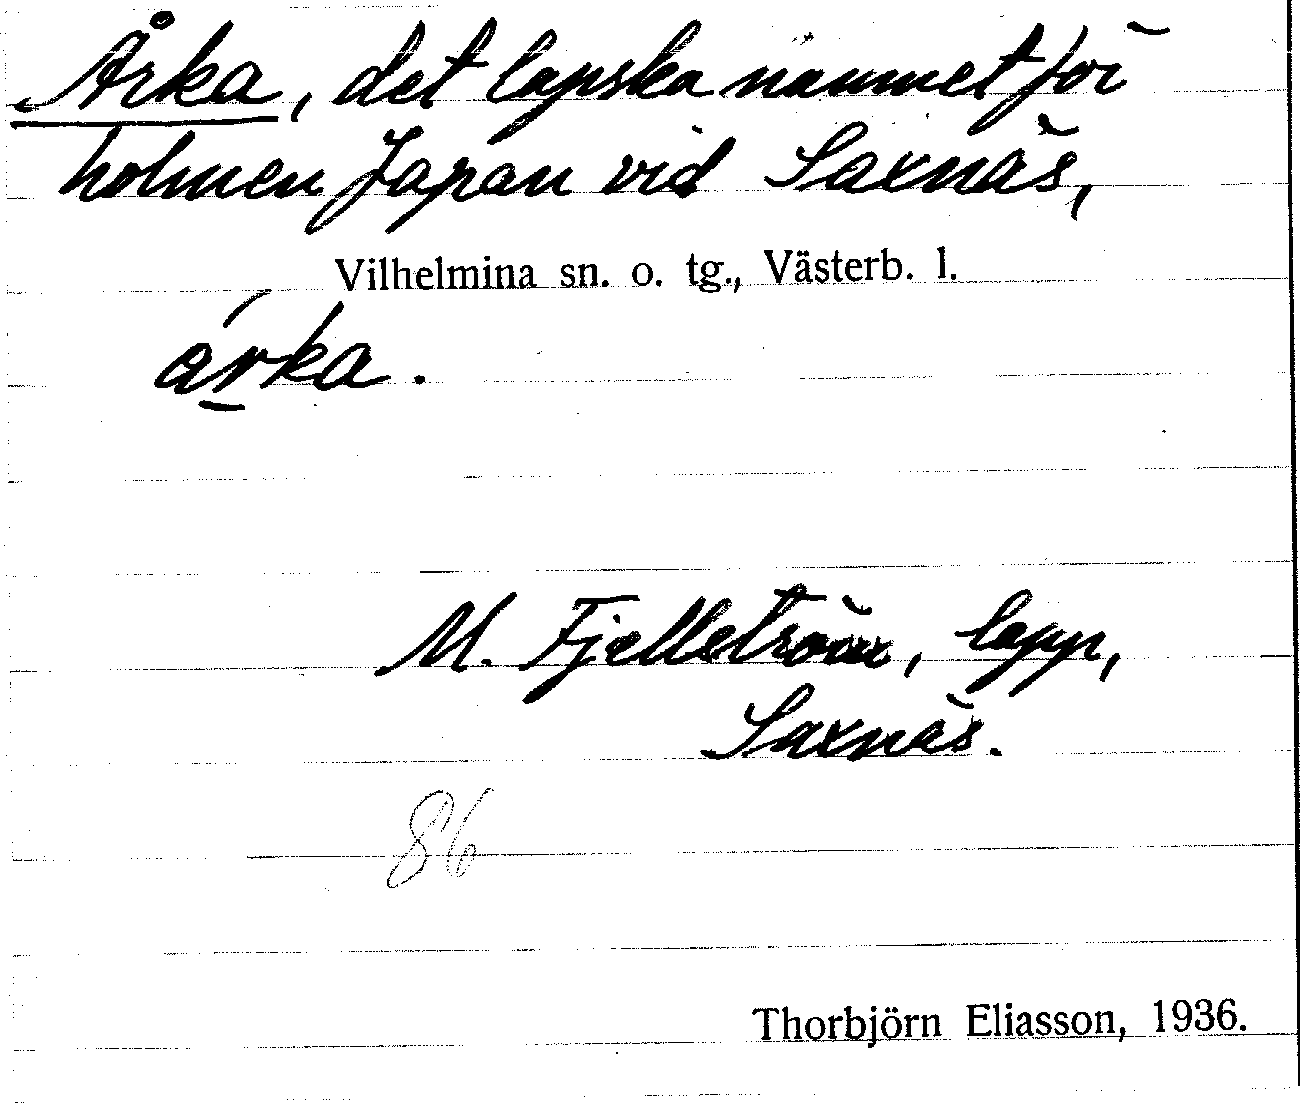 Årka, det lapska namnet för
holmen Japan vid Saxnäs,
Vilhelmina sn. o. tg., Västerb. l.
árka.
M. Fjellström, lapp,
Saxnäs.
86
Thorbjörn Eliasson, 1936.